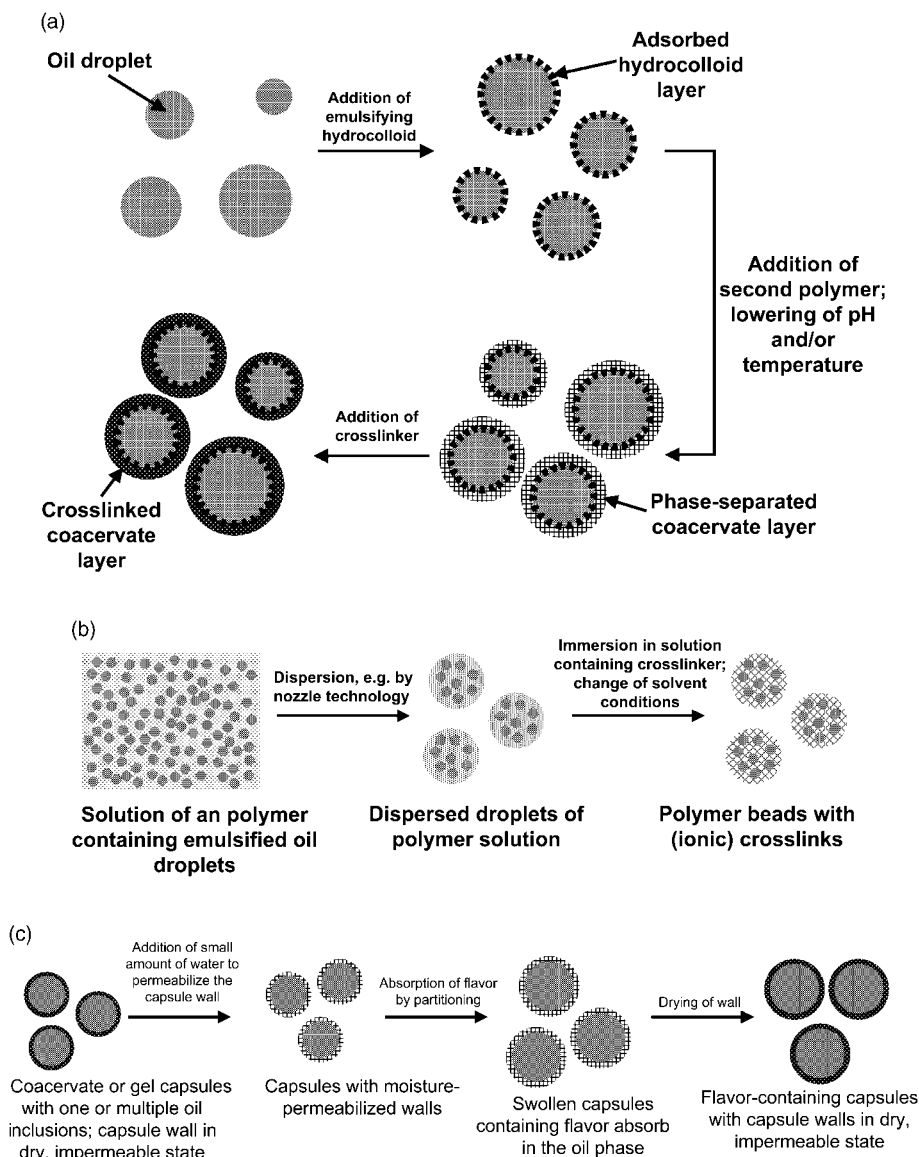 (a)
Oil droplet
Addition of
emulsifying
hydrocolloid
Adsorbed
hydrocolloid
layer
Addition of
second polymer;
lowering of pH
and/or
temperature
Phase-separated
coacervate layer
Addition of
crosslinker
Crosslinked
coacervate
layer
(b)
Solution of an polymer
containing emulsified oil
droplets
Dispersion, e.g. by
nozzle technology
Dispersed droplets of
polymer solution
Immersion in solution
containing crosslinker;
change of solvent
conditions
Polymer beads with
(ionic) crosslinks
(c)
Coacervate or gel capsules
with one or multiple oil
inclusions; capsule wall in
dry, impermeable state
Addition of small
amount of water to
permeabilize the
capsule wall
Capsules with moisture-
permeabilized walls
Absorption of flavor
by partitioning
Swollen capsules
containing flavor absorb
in the oil phase
Drying of wall
Flavor-containing capsules
with capsule walls in dry,
impermeable state